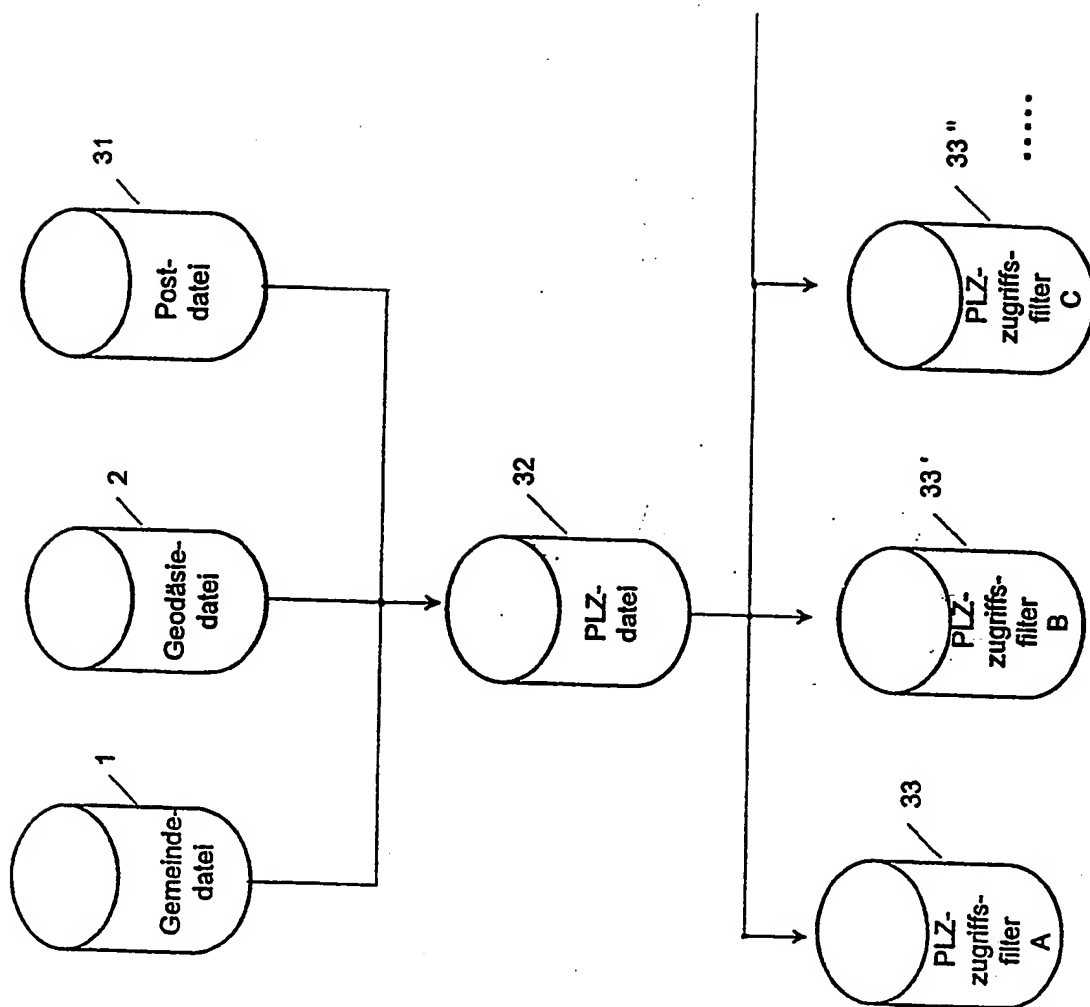 1
Gemeinde-
datei
2
Geodäsie-
datei
31
Post-
datei
32
PLZ-
datei
33
PLZ-
zugriffs-
filter
A
33'
PLZ-
zugriffs-
filter
B
33"
PLZ-
zugriffs-
filter
C
.....